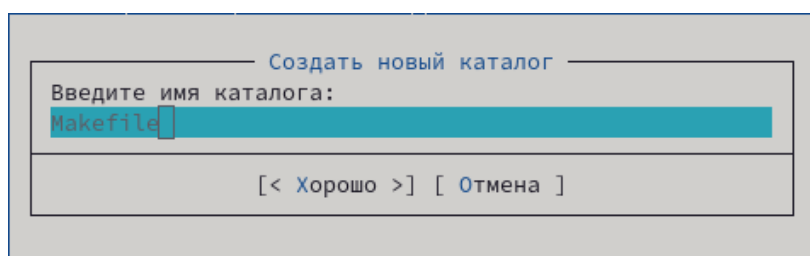 Создать новый каталог
Введите имя каталога:
Makefile
[< Хорошо >] [ Отмена ]